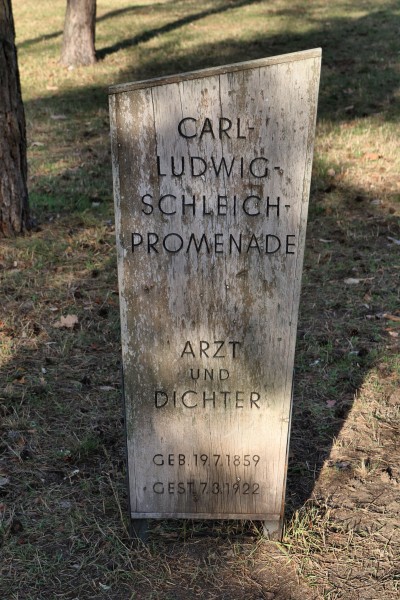 CARL-
LUDWIG-
SCHLEICH-
PROMENADE
ARZT
UND
DICHTER
GEB. 19.7.1859
GEST. 7.3.1922